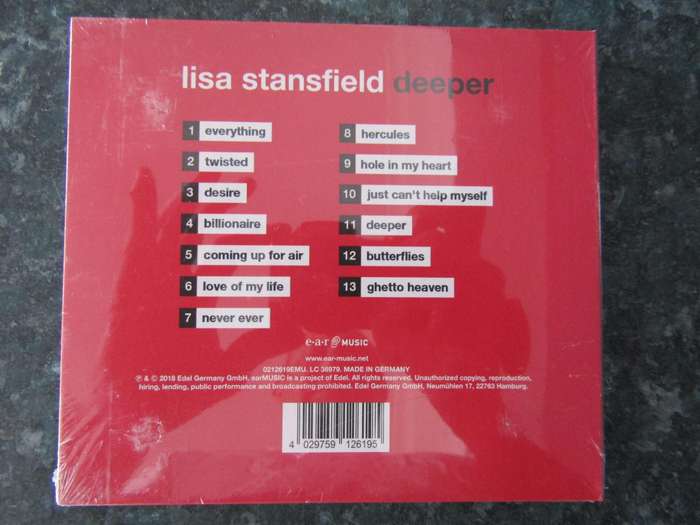 lisa stansfield deeper
1 everything
2 twisted
3 desire
4 billionaire
5 coming up for air
6 love of my life
7 never ever
8 hercules
9 hole in my heart
10 just can't help myself
11 deeper
12 butterflies
13 ghetto heaven
e·a·r MUSIC
www.ear-music.net
0212619EMU. LC 36979. MADE IN GERMANY
℗ & © 2018 Edel Germany GmbH, earMUSIC is a project of Edel. All rights reserved. Unauthorized copying, reproduction,
hiring, lending, public performance and broadcasting prohibited. Edel Germany GmbH, Neumühlen 17, 22763 Hamburg.
4 029759 126195